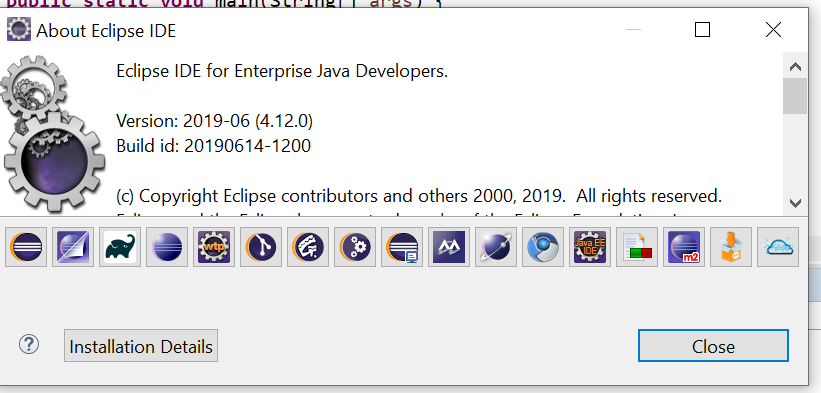 public static void main(String[] args) {
About Eclipse IDE
Eclipse IDE for Enterprise Java Developers.
Version: 2019-06 (4.12.0)
Build id: 20190614-1200
(c) Copyright Eclipse contributors and others 2000, 2019.  All rights reserved.
wtp
Java EE
IDE
m2
Installation Details
Close